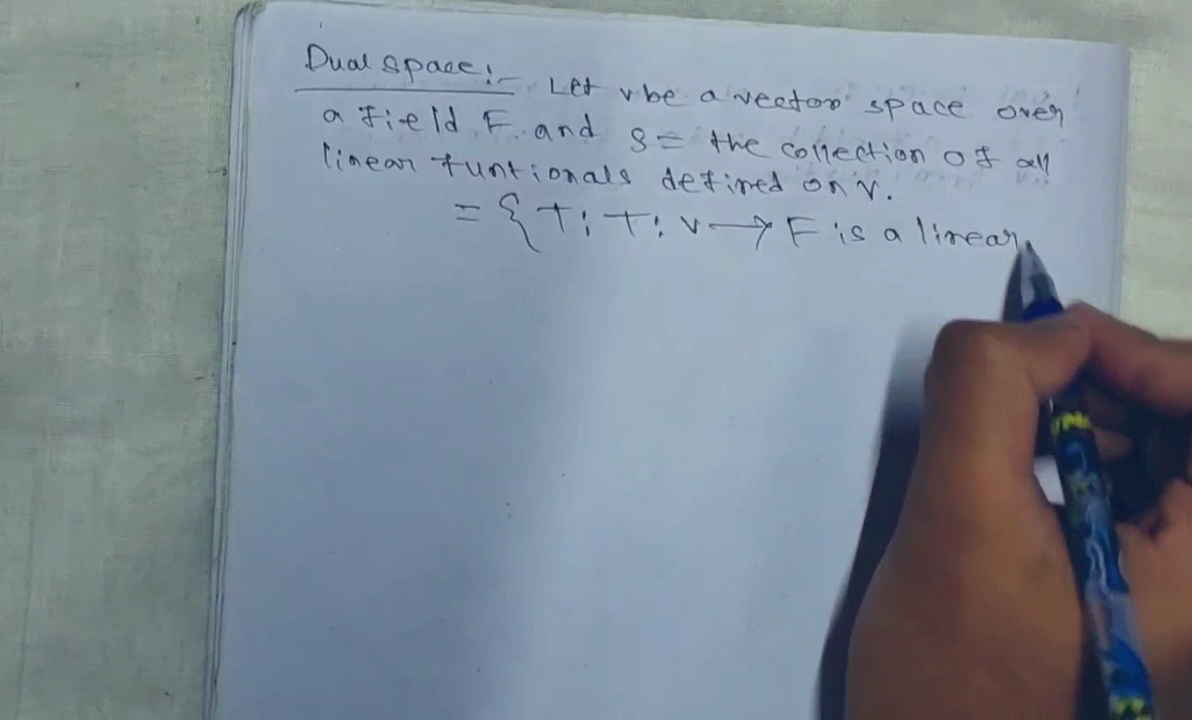 Dual space:- Let v be a vector space over
a field F. and S = the collection of all
linear funtionals defined on v.
= { T : T : v → F is a linear